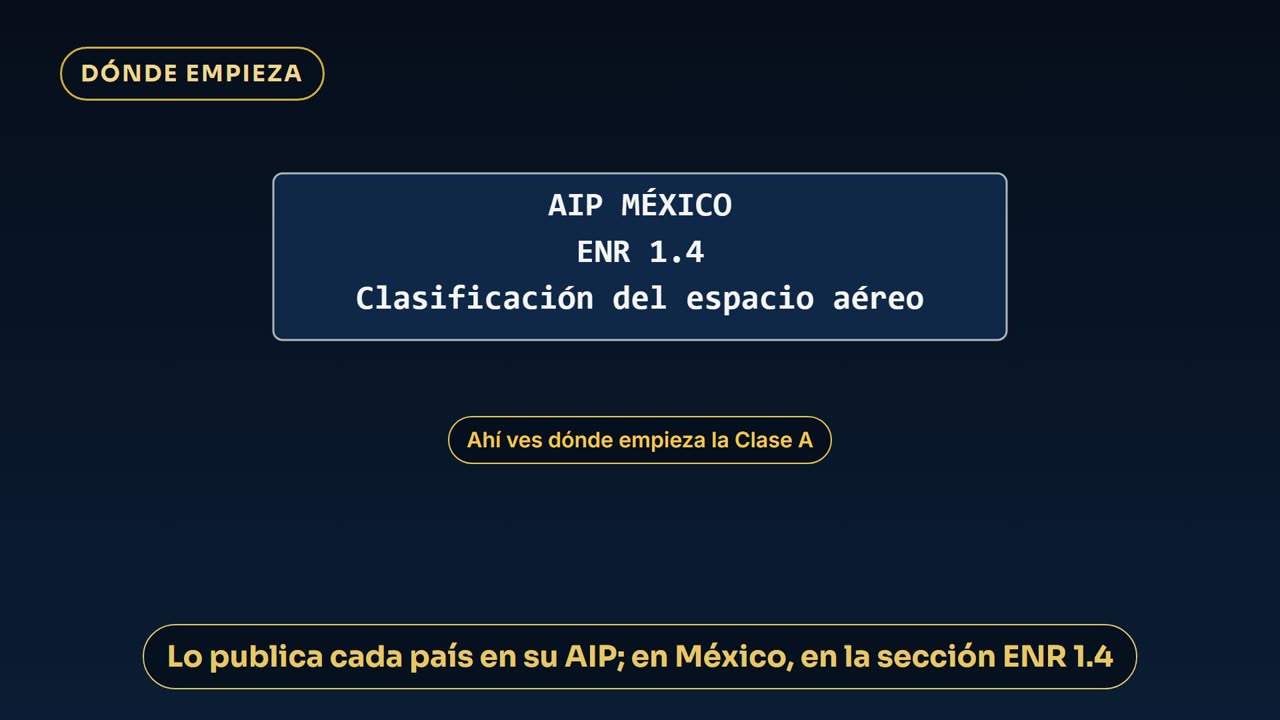 DÓNDE EMPIEZA
AIP MÉXICO
ENR 1.4
Clasificación del espacio aéreo
Ahí ves dónde empieza la Clase A
Lo publica cada país en su AIP; en México, en la sección ENR 1.4